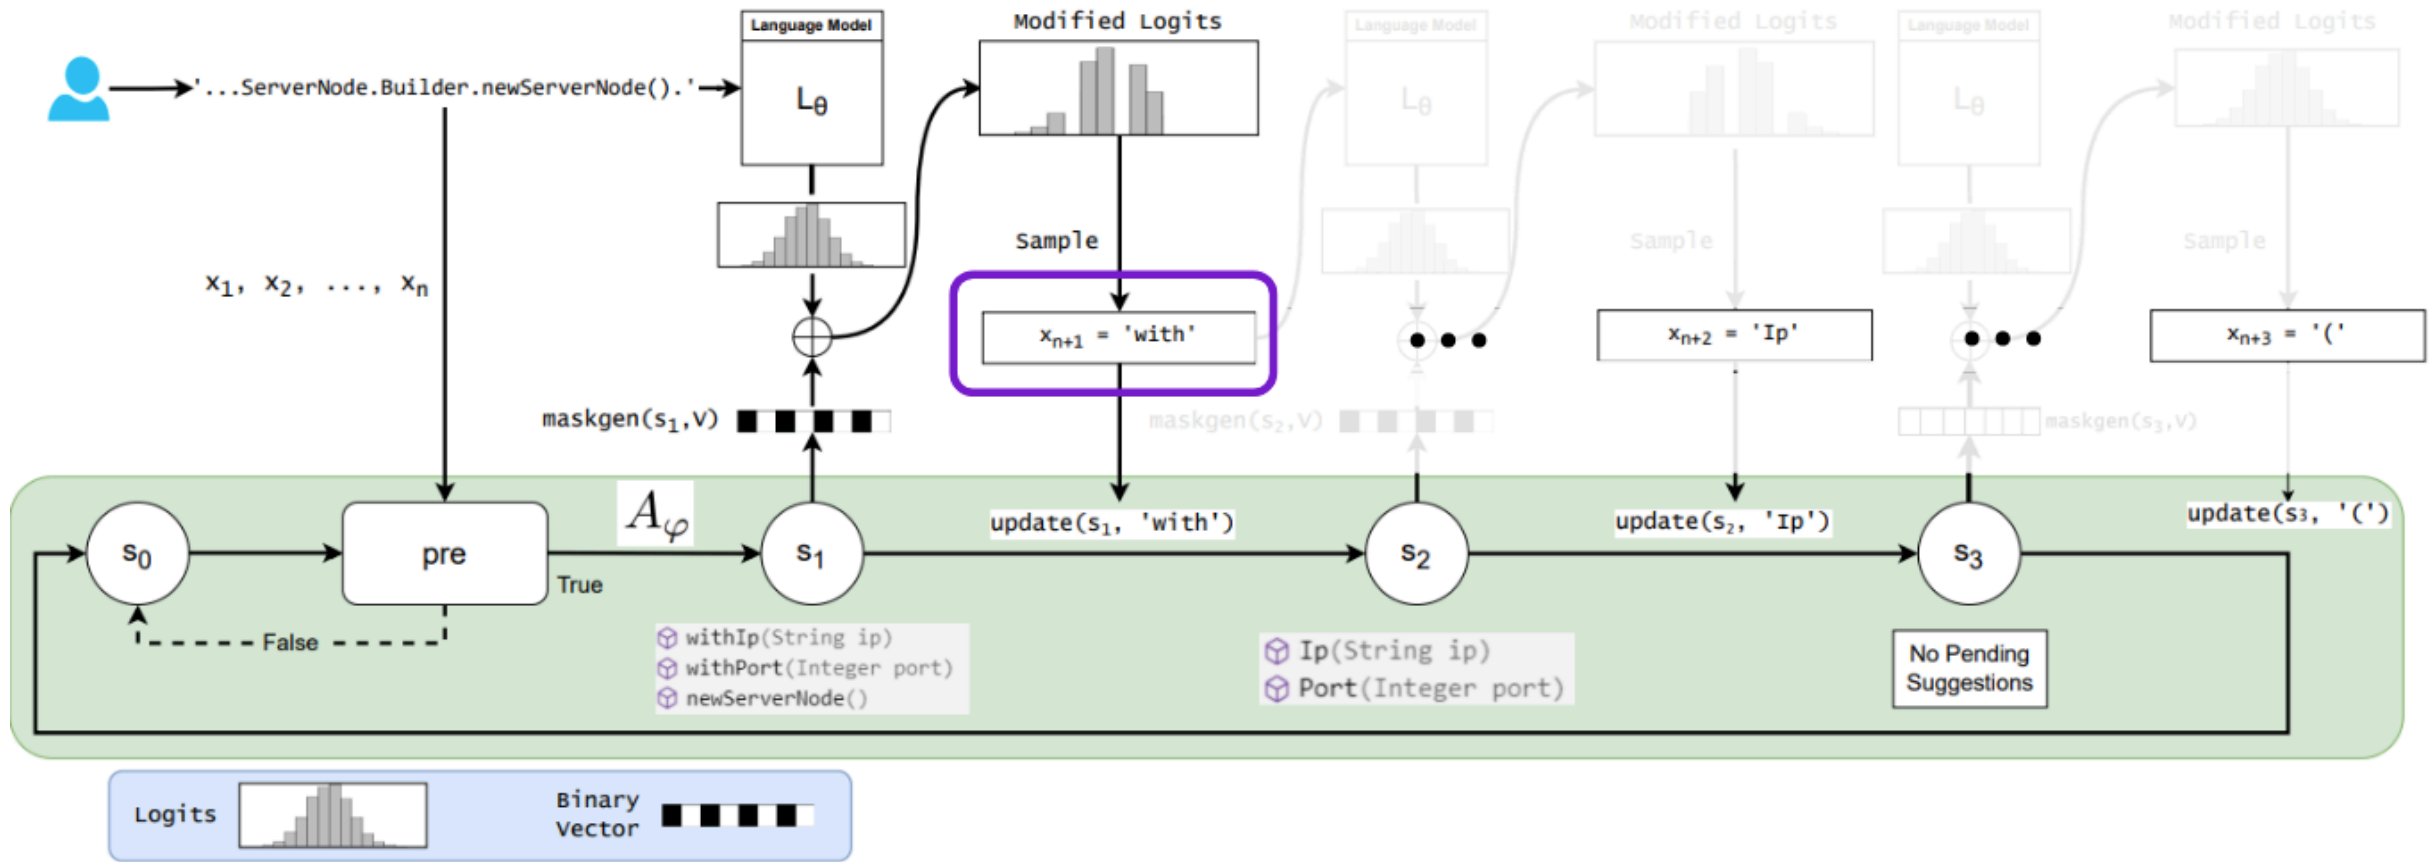 Language Model
Modified Logits
Language Model
Modified Logits
Language Model
Modified Logits
'...ServerNode.Builder.newServerNode().'
Lθ
Lθ
Lθ
Sample
Sample
Sample
x1, x2, ..., xn
xn+1 = 'with'
xn+2 = 'Ip'
xn+3 = '('
maskgen(s1,V)
maskgen(s2,V)
maskgen(s3,V)
Aφ
update(s1, 'with')
update(s2, 'Ip')
update(s3, '(')
s0
pre
s1
s2
s3
True
False
withIp(String ip)
withPort(Integer port)
newServerNode()
Ip(String ip)
Port(Integer port)
No Pending
Suggestions
Logits
Binary
Vector